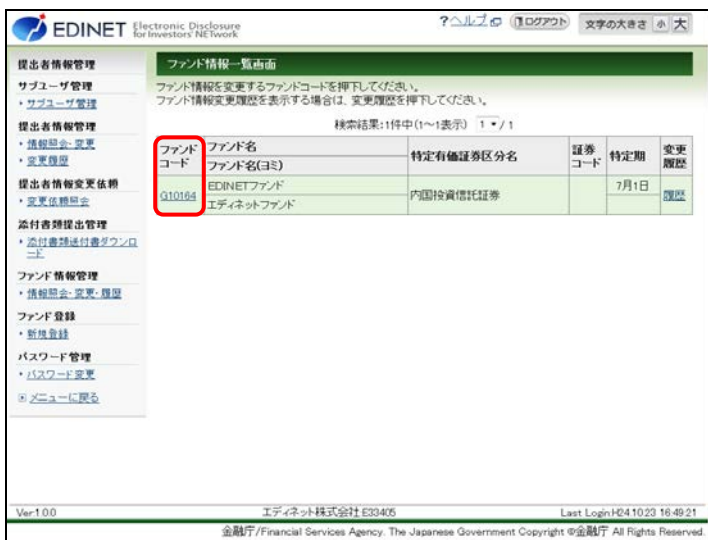 EDINET Electronic Disclosure for Investors' NETwork
?ヘルプ ログアウト 文字の大きさ 小 大
提出者情報管理
サブユーザ管理
・サブユーザ管理
提出者情報管理
・情報照会・変更
・変更履歴
提出者情報変更依頼
・変更依頼照会
添付書類提出管理
・添付書類送付書ダウンロ
ード
ファンド情報管理
・情報照会・変更・履歴
ファンド登録
・新規登録
パスワード管理
・パスワード変更
メニューに戻る
ファンド情報一覧画面
ファンド情報を変更するファンドコードを押下してください。
ファンド情報変更履歴を表示する場合は、変更履歴を押下してください。
検索結果:1件中(1〜1表示) 1 / 1
ファンドコード ファンド名 特定有価証券区分名 証券コード 特定期 変更履歴
ファンド名(ヨミ)
G10164 EDINETファンド 内国投資信託証券 7月1日 履歴
エディネットファンド
Ver.1.0.0 エディネット株式会社 E33405 Last Login:H24.10.23 16:49:21
金融庁/Financial Services Agency. The Japanese Government Copyright ©金融庁 All Rights Reserved.